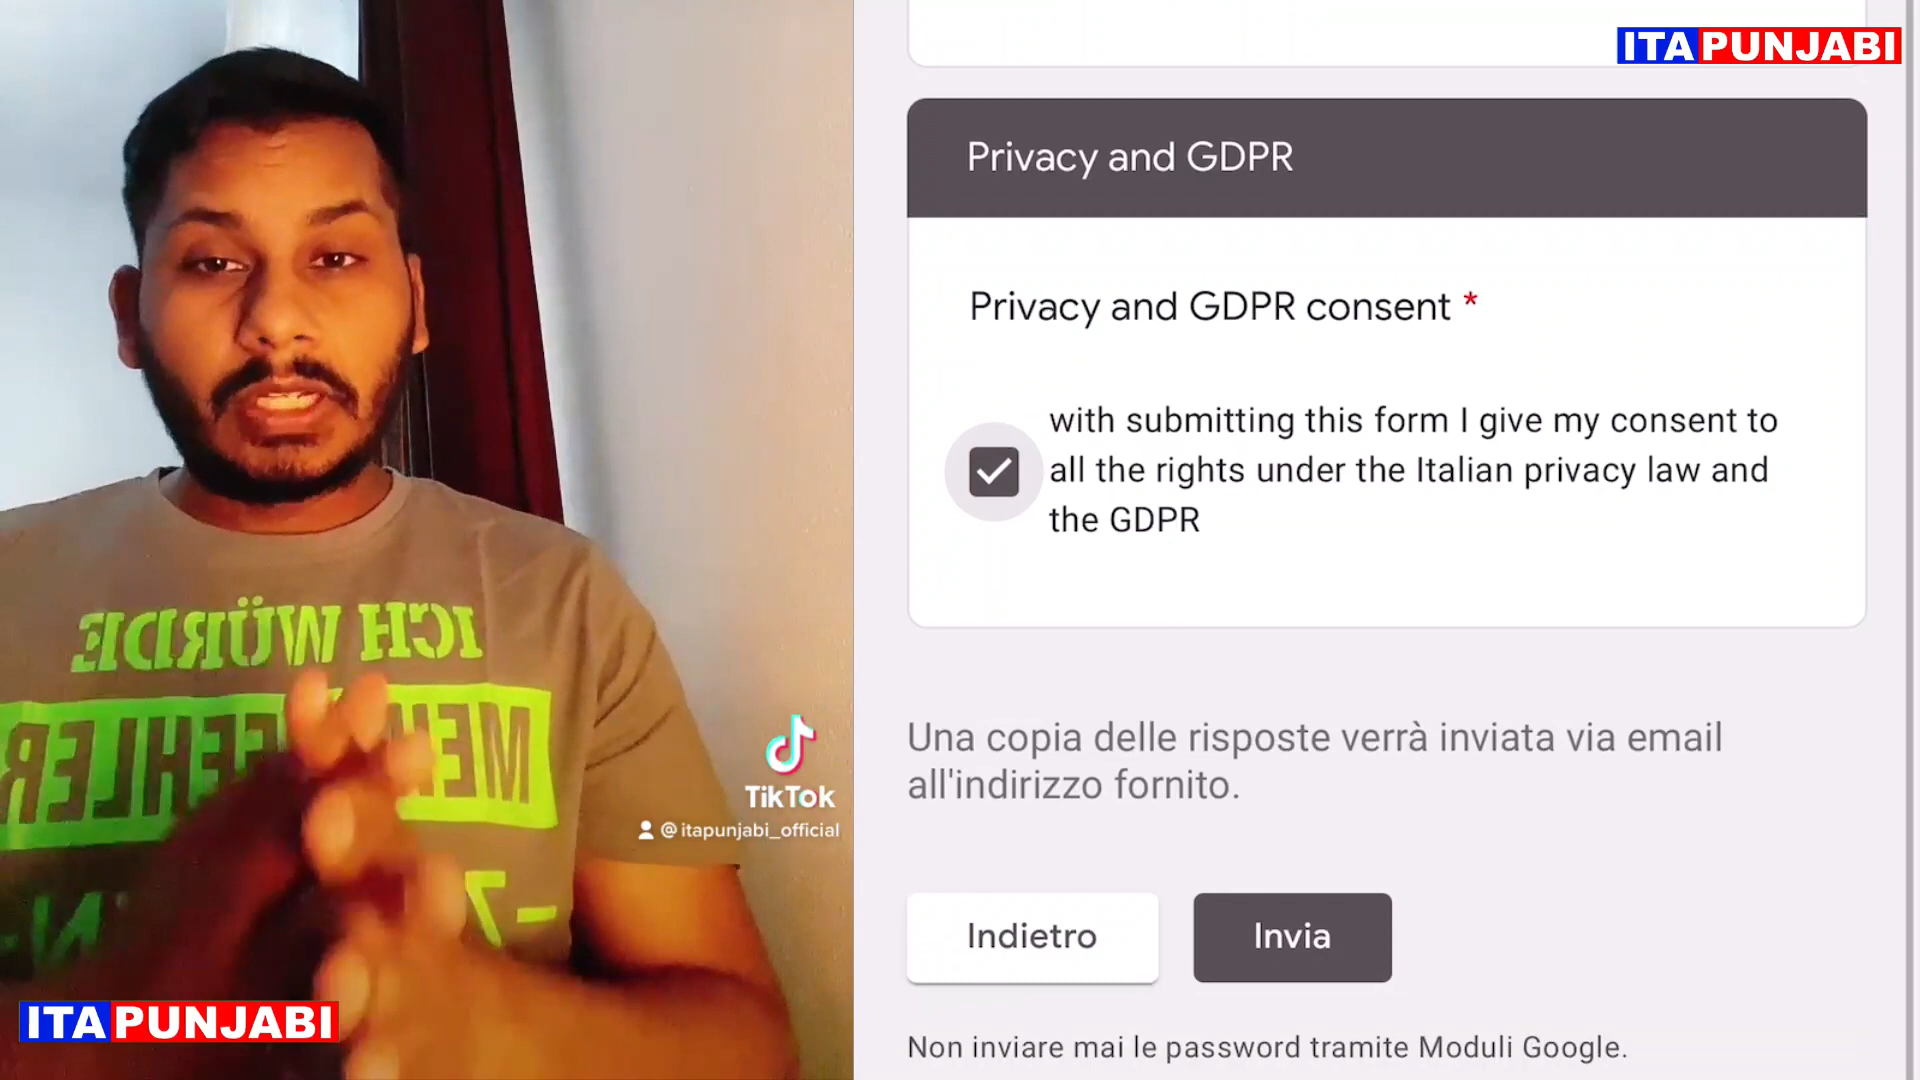 ITA PUNJABI
Privacy and GDPR
Privacy and GDPR consent *
with submitting this form I give my consent to
all the rights under the Italian privacy law and
the GDPR
Una copia delle risposte verrà inviata via email
all'indirizzo fornito.
Indietro
Invia
Non inviare mai le password tramite Moduli Google.
ICH WÜRDE
TikTok
@itapunjabi_official
ITA PUNJABI